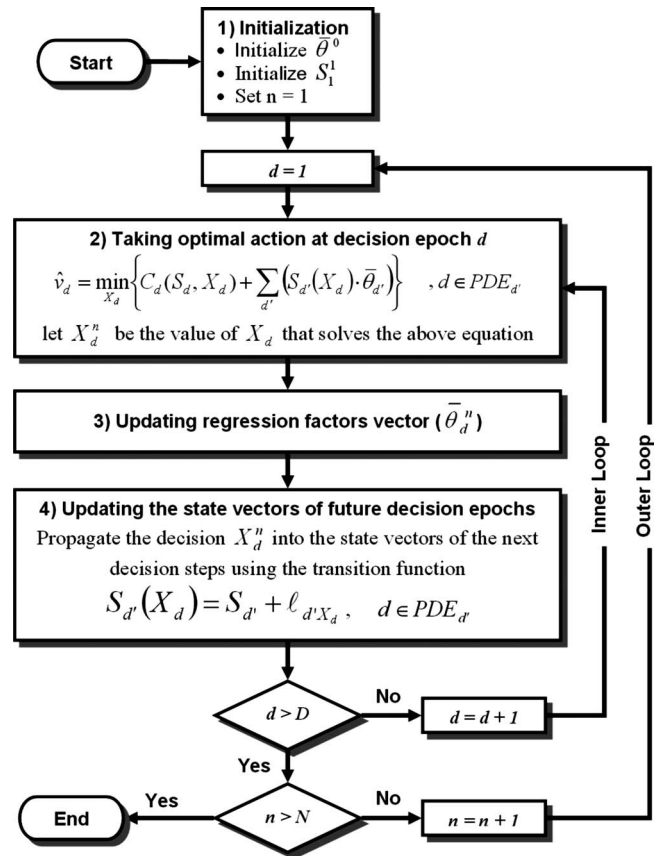 Start
1) Initialization
• Initialize θ̄⁰
• Initialize S₁¹
• Set n = 1
d = 1
2) Taking optimal action at decision epoch d
v̂_d = min_{X_d} { C_d(S_d, X_d) + ∑_{d'} (S_{d'}(X_d)·θ̄_{d'}) } , d ∈ PDE_{d'}
let X_d^n be the value of X_d that solves the above equation
3) Updating regression factors vector ( θ̄_d^n )
4) Updating the state vectors of future decision epochs
Propagate the decision X_d^n into the state vectors of the next
decision steps using the transition function
S_{d'}(X_d) = S_{d'} + ℓ_{d'X_d} , d ∈ PDE_{d'}
d > D
No
d = d + 1
Yes
n > N
No
n = n + 1
Yes
End
Inner Loop
Outer Loop